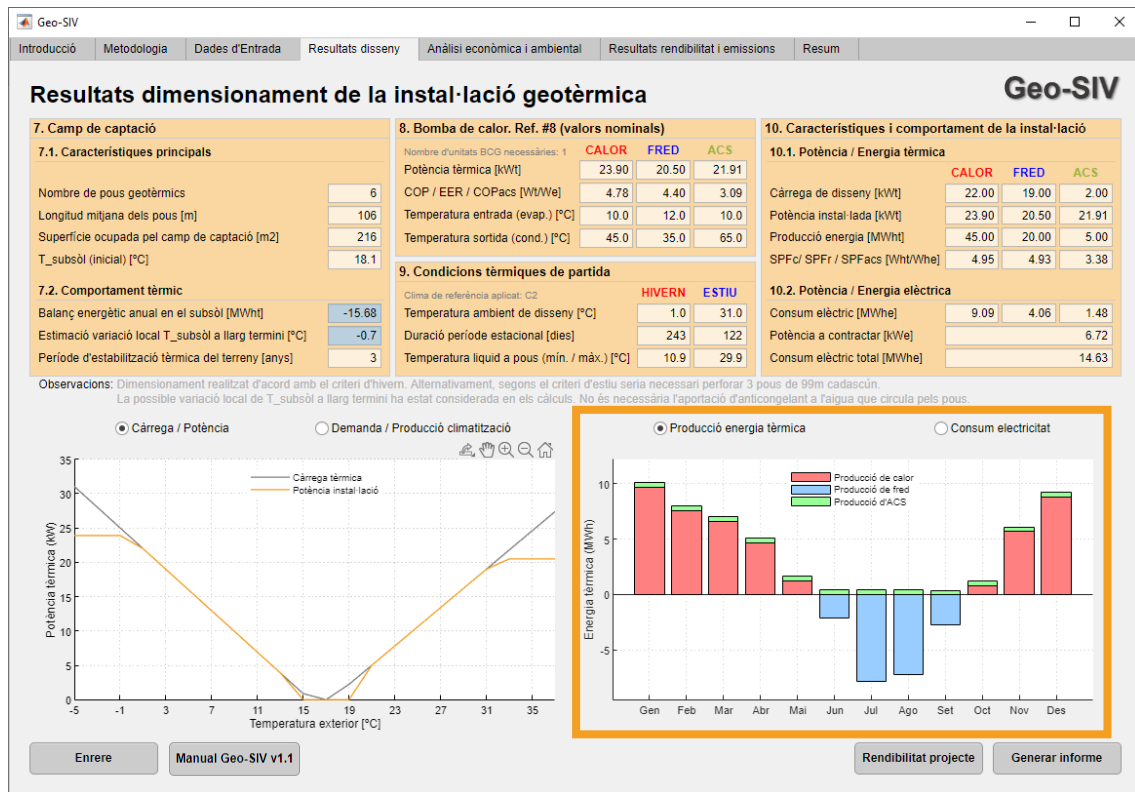 Geo-SIV
Introducció Metodologia Dades d'Entrada Resultats disseny Anàlisi econòmica i ambiental Resultats rendibilitat i emissions Resum
Resultats dimensionament de la instal·lació geotèrmica
Geo-SIV
7. Camp de captació
7.1. Característiques principals
Nombre de pous geotèrmics 6
Longitud mitjana dels pous [m] 106
Superfície ocupada pel camp de captació [m2] 216
T_subsòl (inicial) [ºC] 18.1
7.2. Comportament tèrmic
Balanç energètic anual en el subsòl [MWht] -15.68
Estimació variació local T_subsòl a llarg termini [ºC] -0.7
Període d'estabilització tèrmica del terreny [anys] 3
8. Bomba de calor. Ref. #8 (valors nominals)
Nombre d'unitats BCG necessàries: 1 CALOR FRED ACS
Potència tèrmica [kWt] 23.90 20.50 21.91
COP / EER / COPacs [Wt/We] 4.78 4.40 3.09
Temperatura entrada (evap.) [ºC] 10.0 12.0 10.0
Temperatura sortida (cond.) [ºC] 45.0 35.0 65.0
9. Condicions tèrmiques de partida
Clima de referència aplicat: C2 HIVERN ESTIU
Temperatura ambient de disseny [ºC] 1.0 31.0
Duració període estacional [dies] 243 122
Temperatura liquid a pous (mín. / màx.) [ºC] 10.9 29.9
10. Característiques i comportament de la instal·lació
10.1. Potència / Energia tèrmica
CALOR FRED ACS
Càrrega de disseny [kWt] 22.00 19.00 2.00
Potència instal·lada [kWt] 23.90 20.50 21.91
Producció energia [MWht] 45.00 20.00 5.00
SPFc/ SPFr / SPFacs [Wht/Whe] 4.95 4.93 3.38
10.2. Potència / Energia elèctrica
Consum elèctric [MWhe] 9.09 4.06 1.48
Potència a contractar [kWe] 6.72
Consum elèctric total [MWhe] 14.63
Observacions: Dimensionament realitzat d'acord amb el criteri d'hivern. Alternativament, segons el criteri d'estiu seria necessari perforar 3 pous de 99m cadascún.
La possible variació local de T_subsòl a llarg termini ha estat considerada en els càlculs. No és necessària l'aportació d'anticongelant a l'aigua que circula pels pous.
Càrrega / Potència Demanda / Producció climatització
Càrrega tèrmica
Potència instal·lació
Potència tèrmica (kW)
35
30
25
20
15
10
5
0
-5 -1 3 7 11 15 19 23 27 31 35
Temperatura exterior [ºC]
Producció energia tèrmica Consum electricitat
Producció de calor
Producció de fred
Producció d'ACS
Energia tèrmica (MWh)
10
5
0
-5
Gen Feb Mar Abr Mai Jun Jul Ago Set Oct Nov Des
Enrere Manual Geo-SIV v1.1 Rendibilitat projecte Generar informe